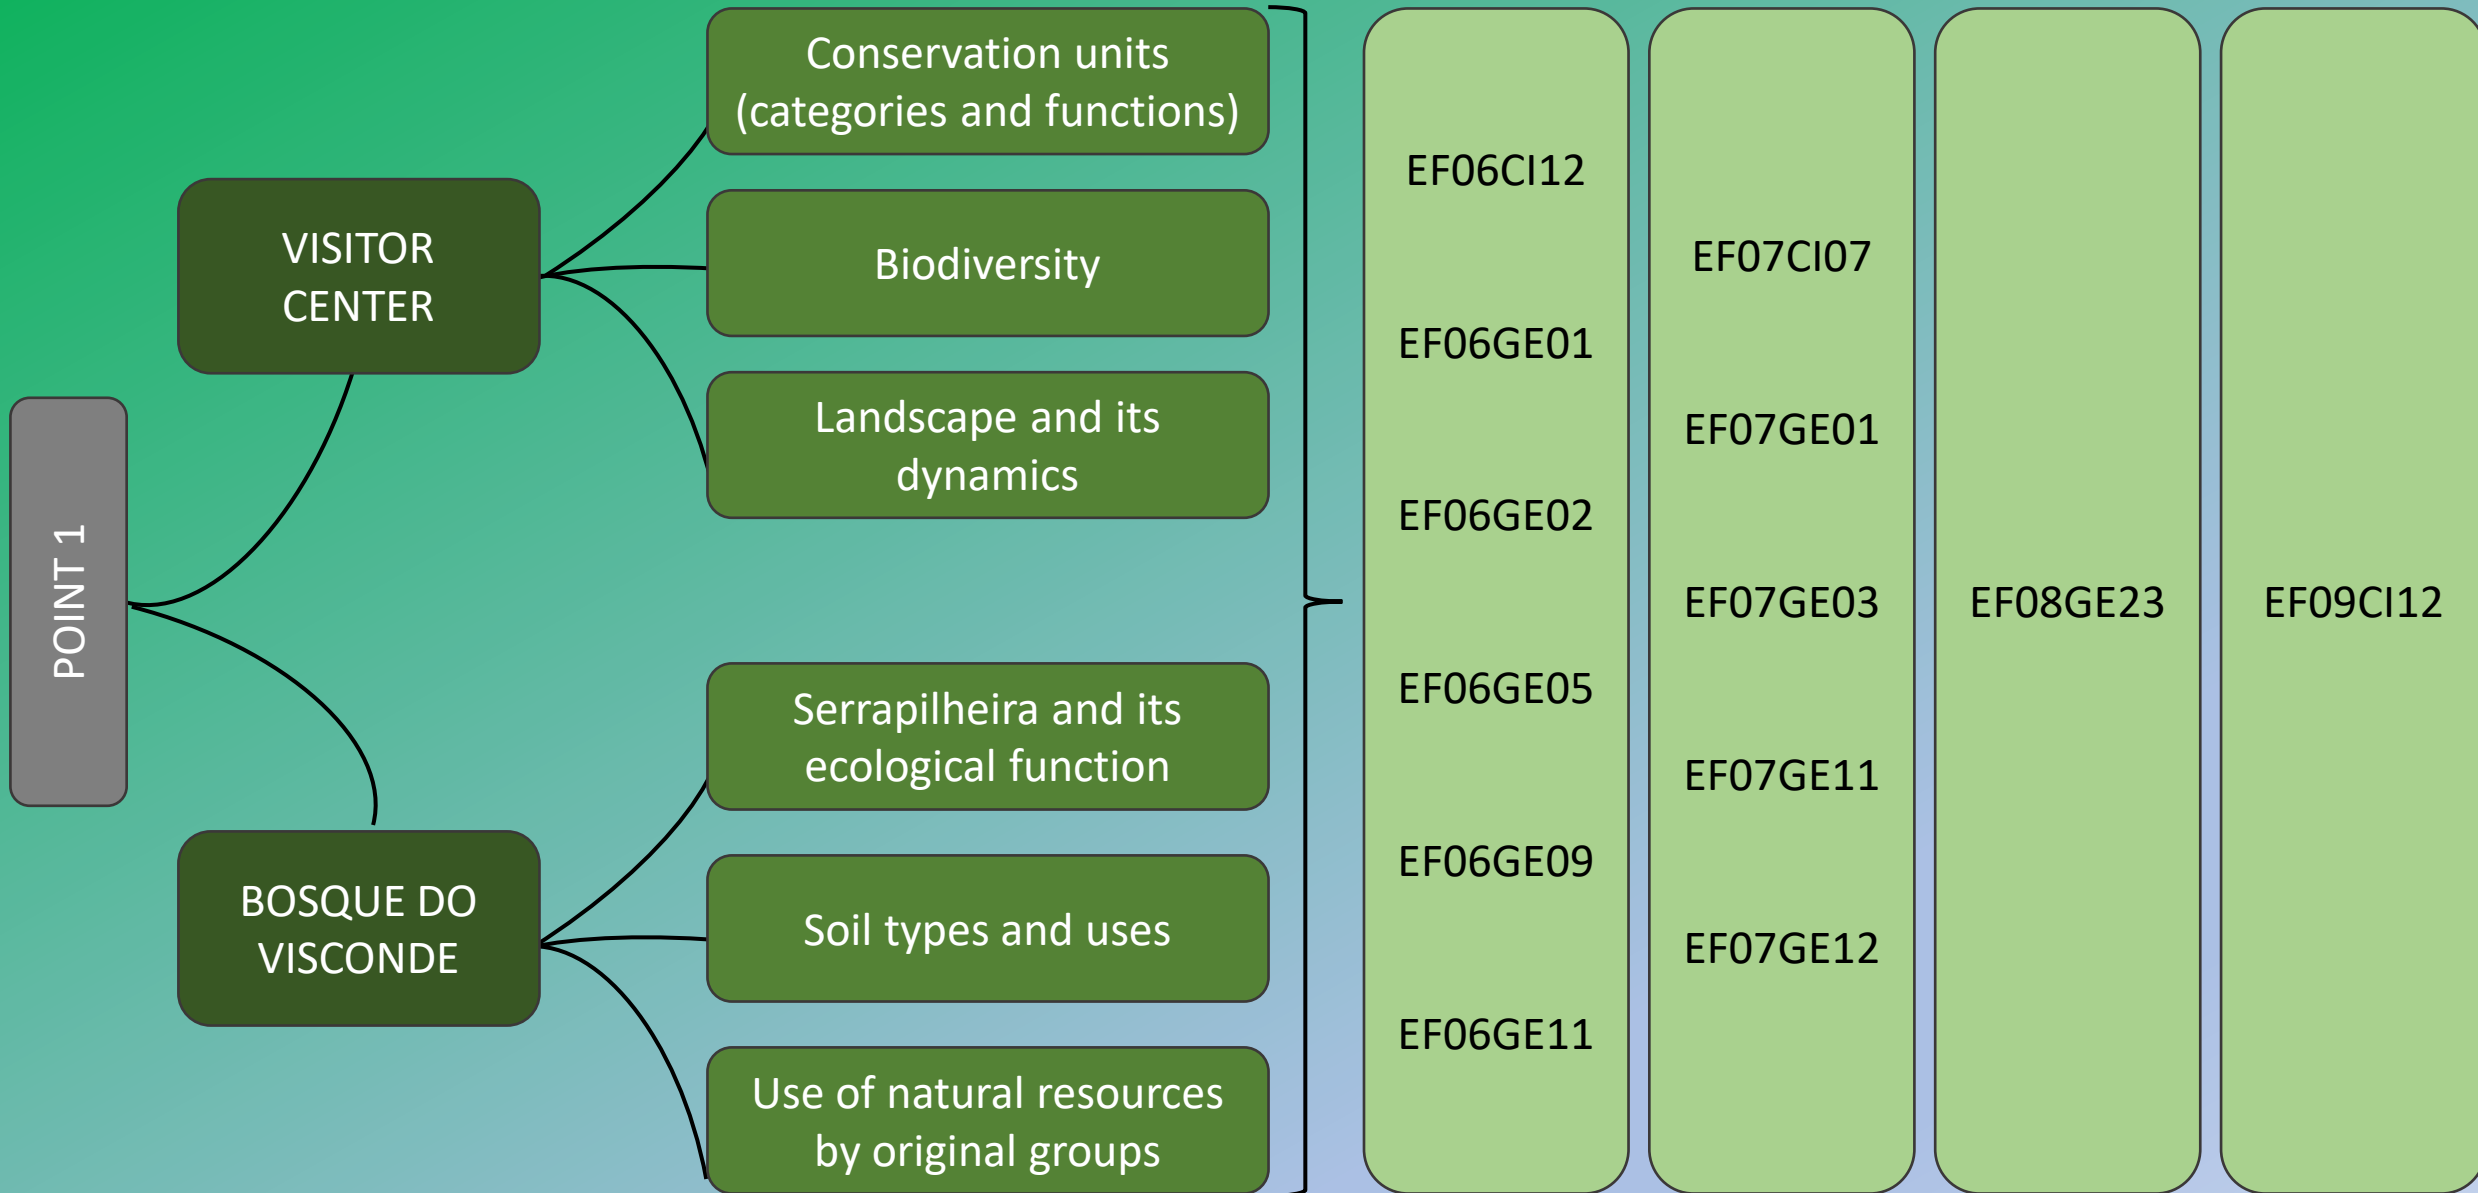 POINT 1
VISITOR
CENTER
Conservation units
(categories and functions)
Biodiversity
Landscape and its
dynamics
BOSQUE DO
VISCONDE
Serrapilheira and its
ecological function
Soil types and uses
Use of natural resources
by original groups
EF06CI12
EF06GE01
EF06GE02
EF06GE05
EF06GE09
EF06GE11
EF07CI07
EF07GE01
EF07GE03
EF07GE11
EF07GE12
EF08GE23
EF09CI12